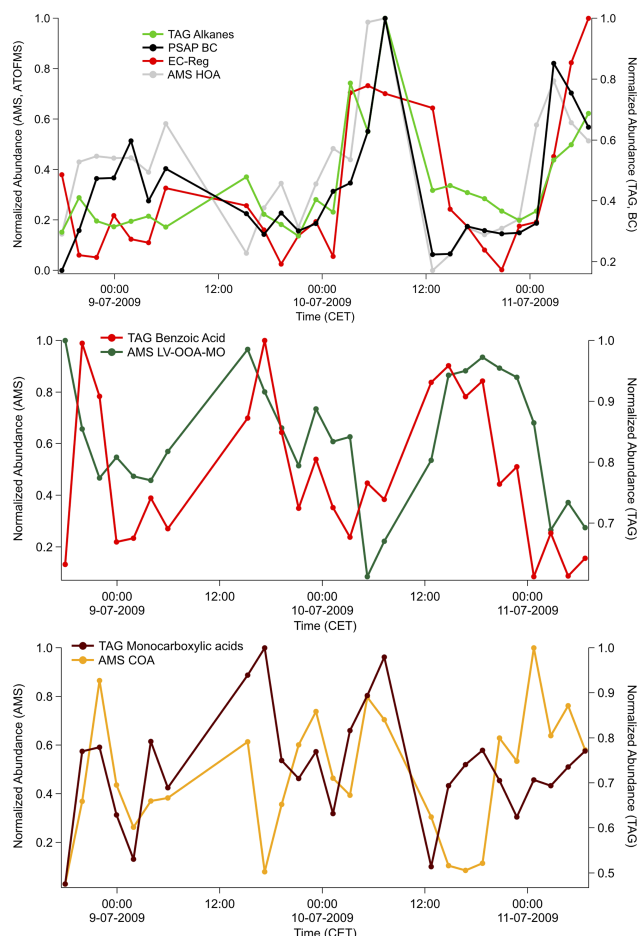 TAG Alkanes
PSAP BC
EC-Reg
AMS HOA
Normalized Abundance (AMS, ATOFMS)
1.0
0.8
0.6
0.4
0.2
0.0
Normalized Abundance (TAG, BC)
1.0
0.8
0.6
0.4
0.2
00:00 12:00 00:00 12:00 00:00
9-07-2009 10-07-2009 11-07-2009
Time (CET)
TAG Benzoic Acid
AMS LV-OOA-MO
Normalized Abundance (AMS)
1.0
0.8
0.6
0.4
0.2
Normalized Abundance (TAG)
1.0
0.9
0.8
0.7
00:00 12:00 00:00 12:00 00:00
9-07-2009 10-07-2009 11-07-2009
Time (CET)
TAG Monocarboxylic acids
AMS COA
Normalized Abundance (AMS)
1.0
0.8
0.6
0.4
0.2
Normalized Abundance (TAG)
1.0
0.9
0.8
0.7
0.6
0.5
00:00 12:00 00:00 12:00 00:00
9-07-2009 10-07-2009 11-07-2009
Time (CET)